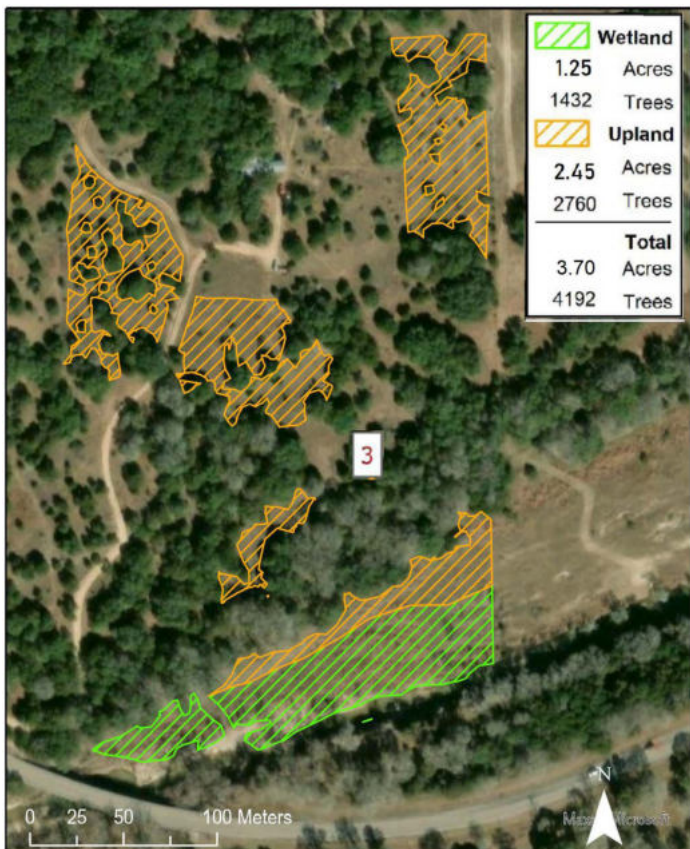 Wetland
1.25 Acres
1432 Trees
Upland
2.45 Acres
2760 Trees
Total
3.70 Acres
4192 Trees
3
N
0 25 50 100 Meters
Microsoft